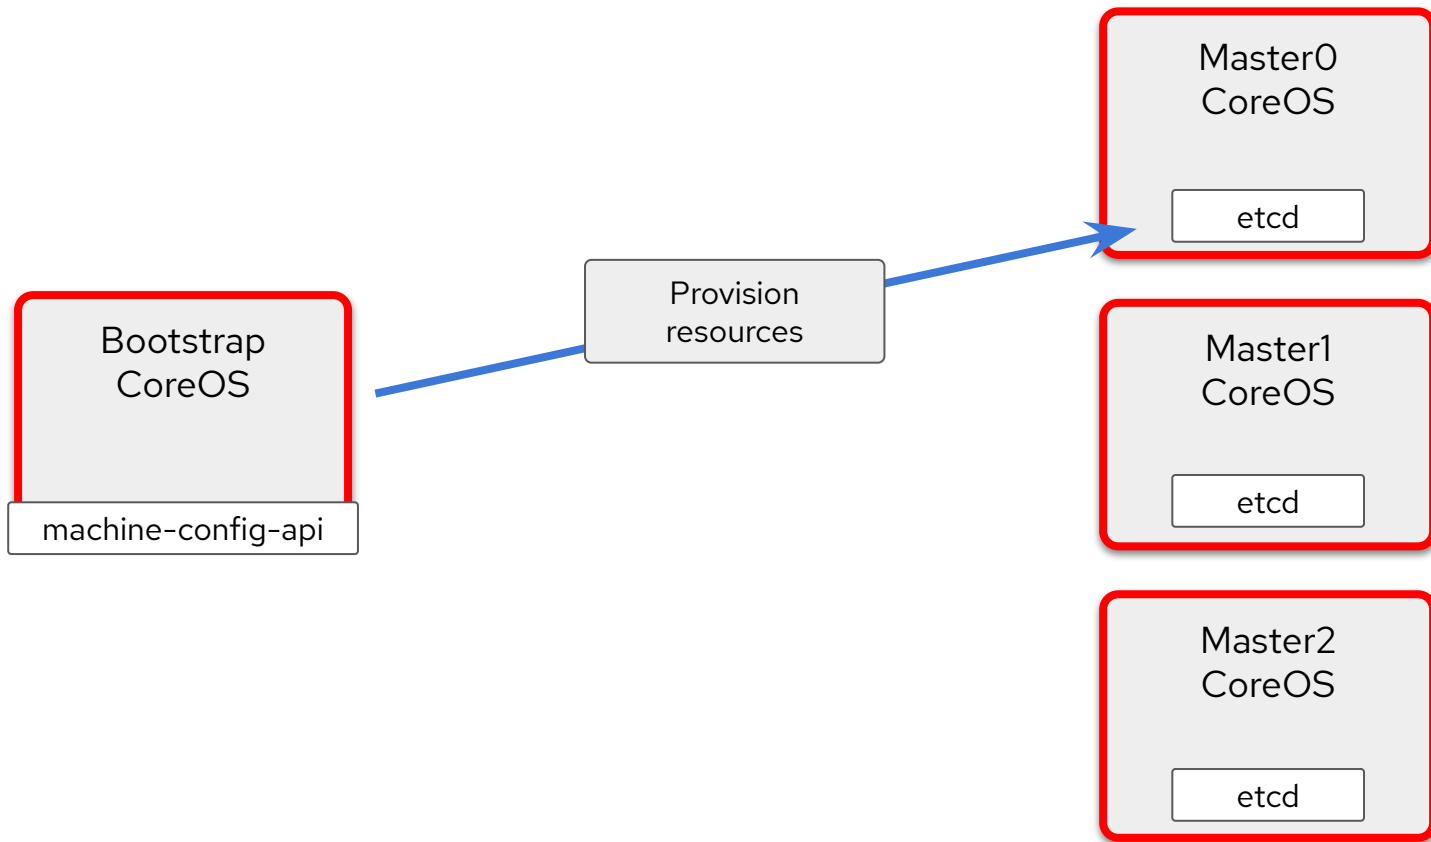 Master0
CoreOS
etcd
Provision
resources
Bootstrap
CoreOS
machine-config-api
Master1
CoreOS
etcd
Master2
CoreOS
etcd